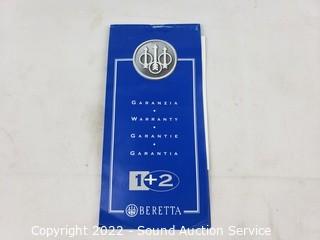 GARANZIA
WARRANTY
GARANTIE
GARANTIA
1+2
BERETTA
Copyright 2022 - Sound Auction Service